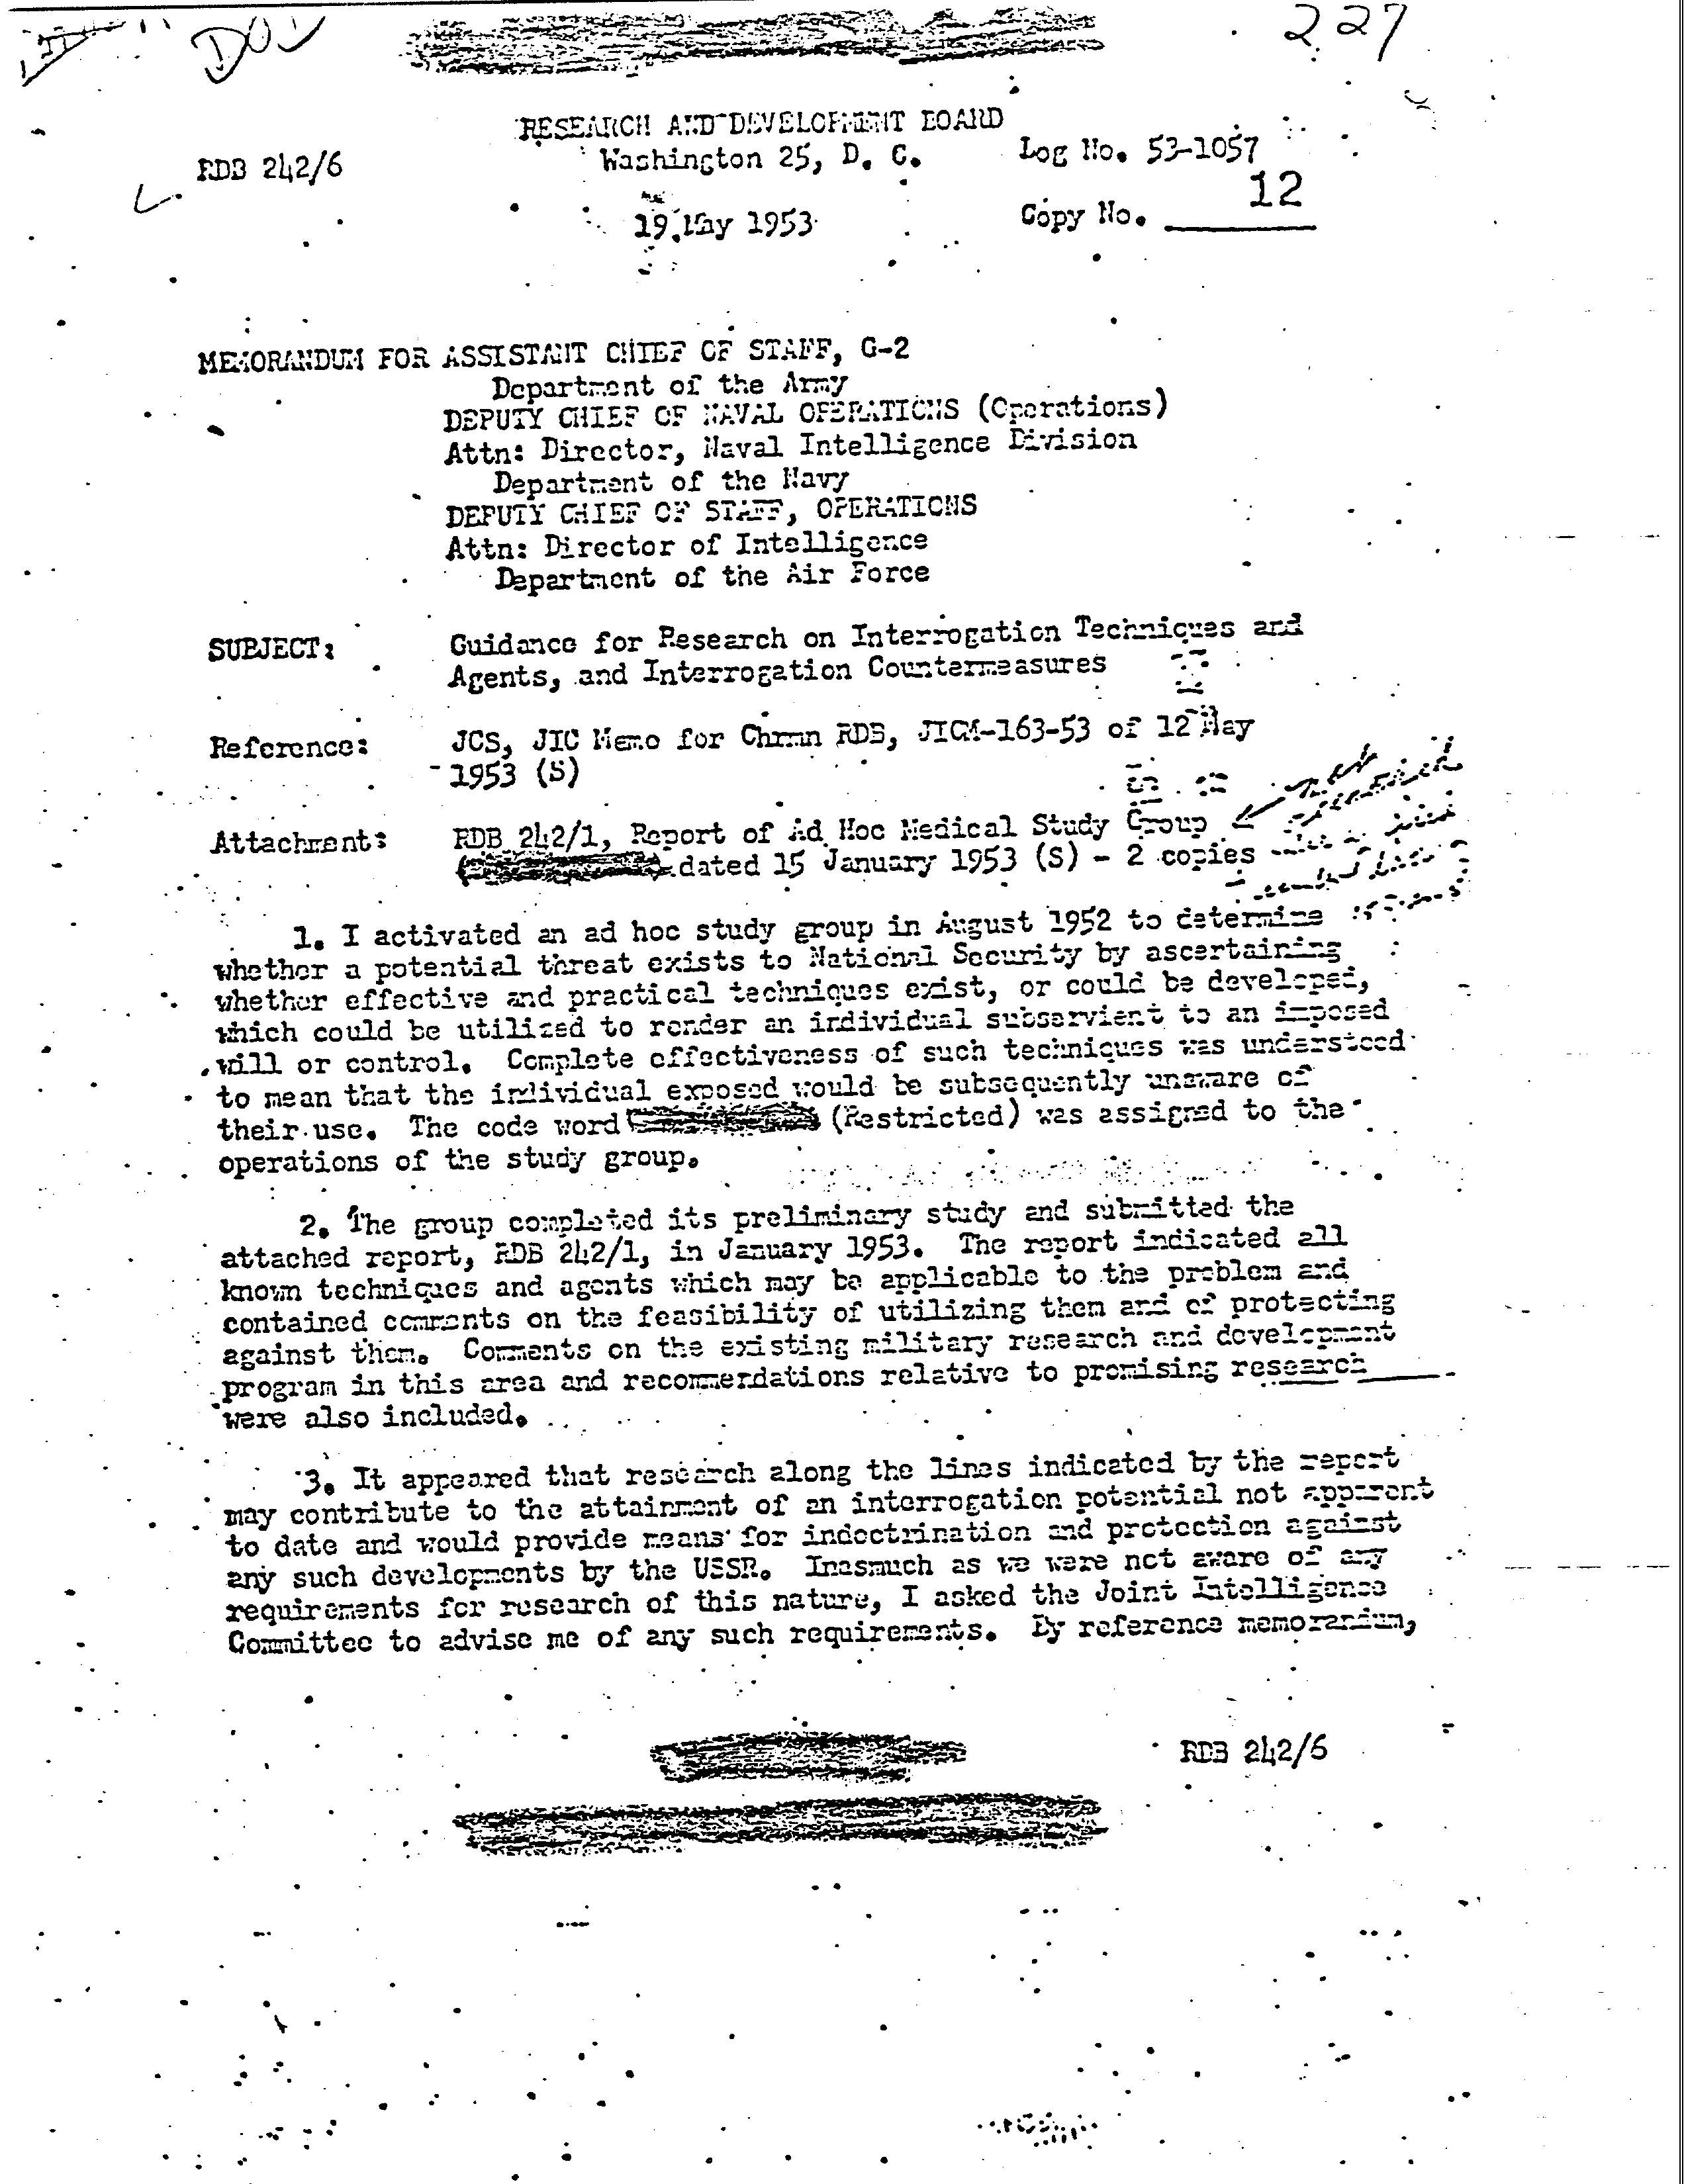 DOD
227
RESEARCH AND DEVELOPMENT BOARD
RDB 242/6
Washington 25, D. C.
Log No. 53-1057
19 May 1953
Copy No. 12
MEMORANDUM FOR ASSISTANT CHIEF OF STAFF, G-2
Department of the Army
DEPUTY CHIEF OF NAVAL OPERATIONS (Operations)
Attn: Director, Naval Intelligence Division
Department of the Navy
DEPUTY CHIEF OF STAFF, OPERATIONS
Attn: Director of Intelligence
Department of the Air Force
SUBJECT: Guidance for Research on Interrogation Techniques and
Agents, and Interrogation Countermeasures
Reference: JCS, JIC Memo for Chrmn RDB, JICM-163-53 of 12 May
1953 (S)
Attachment: RDB 242/1, Report of Ad Hoc Medical Study Group
dated 15 January 1953 (S) - 2 copies
1. I activated an ad hoc study group in August 1952 to determine
whether a potential threat exists to National Security by ascertaining
whether effective and practical techniques exist, or could be developed,
which could be utilized to render an individual subservient to an imposed
will or control. Complete effectiveness of such techniques was understood
to mean that the individual exposed would be subsequently unaware of
their use. The code word (Restricted) was assigned to the
operations of the study group.
2. The group completed its preliminary study and submitted the
attached report, RDB 242/1, in January 1953. The report indicated all
known techniques and agents which may be applicable to the problem and
contained comments on the feasibility of utilizing them and of protecting
against them. Comments on the existing military research and development
program in this area and recommendations relative to promising research
were also included.
3. It appeared that research along the lines indicated by the report
may contribute to the attainment of an interrogation potential not apparent
to date and would provide means for indoctrination and protection against
any such developments by the USSR. Inasmuch as we were not aware of any
requirements for research of this nature, I asked the Joint Intelligence
Committee to advise me of any such requirements. By reference memorandum,
RDB 242/6